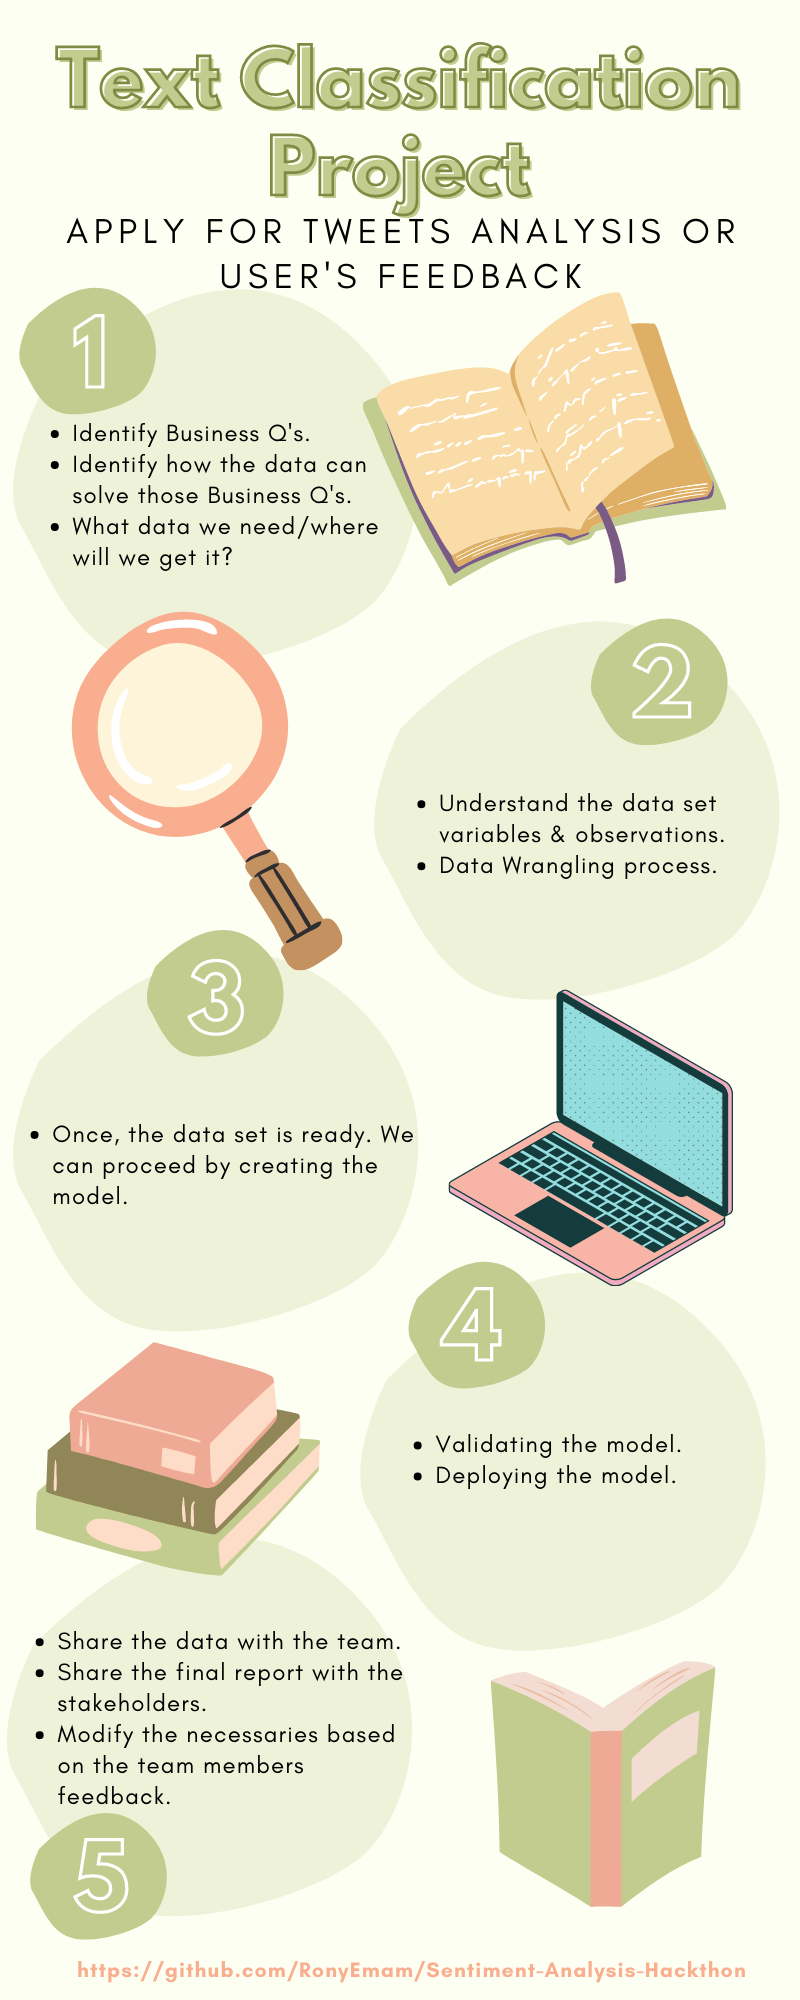 Text Classification
Project
APPLY FOR TWEETS ANALYSIS OR
USER'S FEEDBACK
1
• Identify Business Q's.
• Identify how the data can
solve those Business Q's.
• What data we need/where
will we get it?
2
• Understand the data set
variables & observations.
• Data Wrangling process.
3
• Once, the data set is ready. We
can proceed by creating the
model.
4
• Validating the model.
• Deploying the model.
• Share the data with the team.
• Share the final report with the
stakeholders.
• Modify the necessaries based
on the team members
feedback.
5
https://github.com/RonyEmam/Sentiment-Analysis-Hackthon